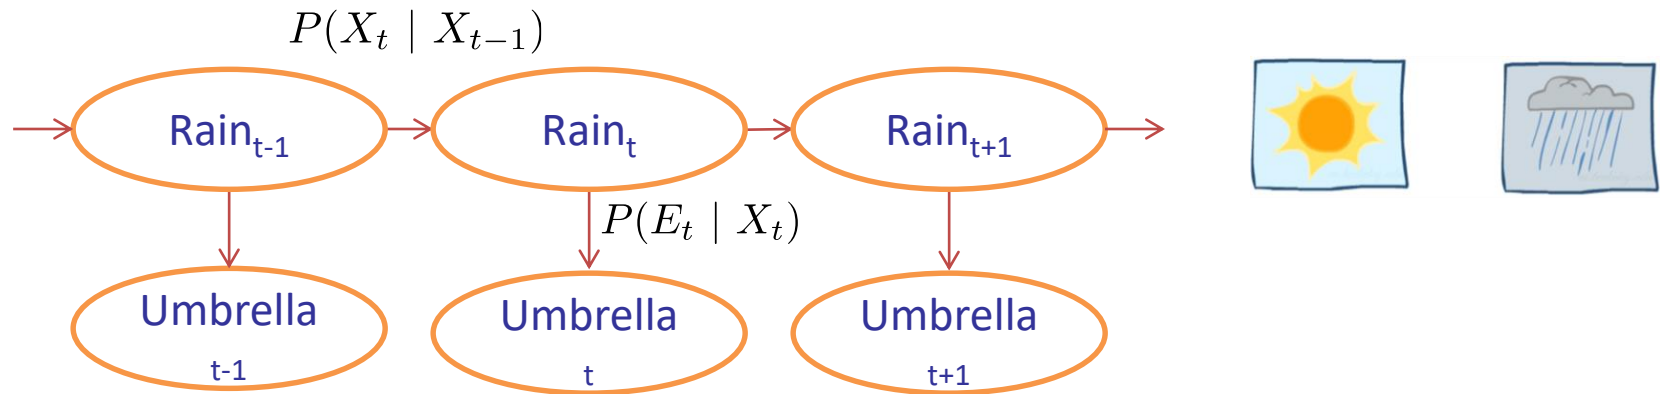 P(X_t | X_{t−1})
Rain_{t-1}
Rain_t
Rain_{t+1}
P(E_t | X_t)
Umbrella
t-1
Umbrella
t
Umbrella
t+1